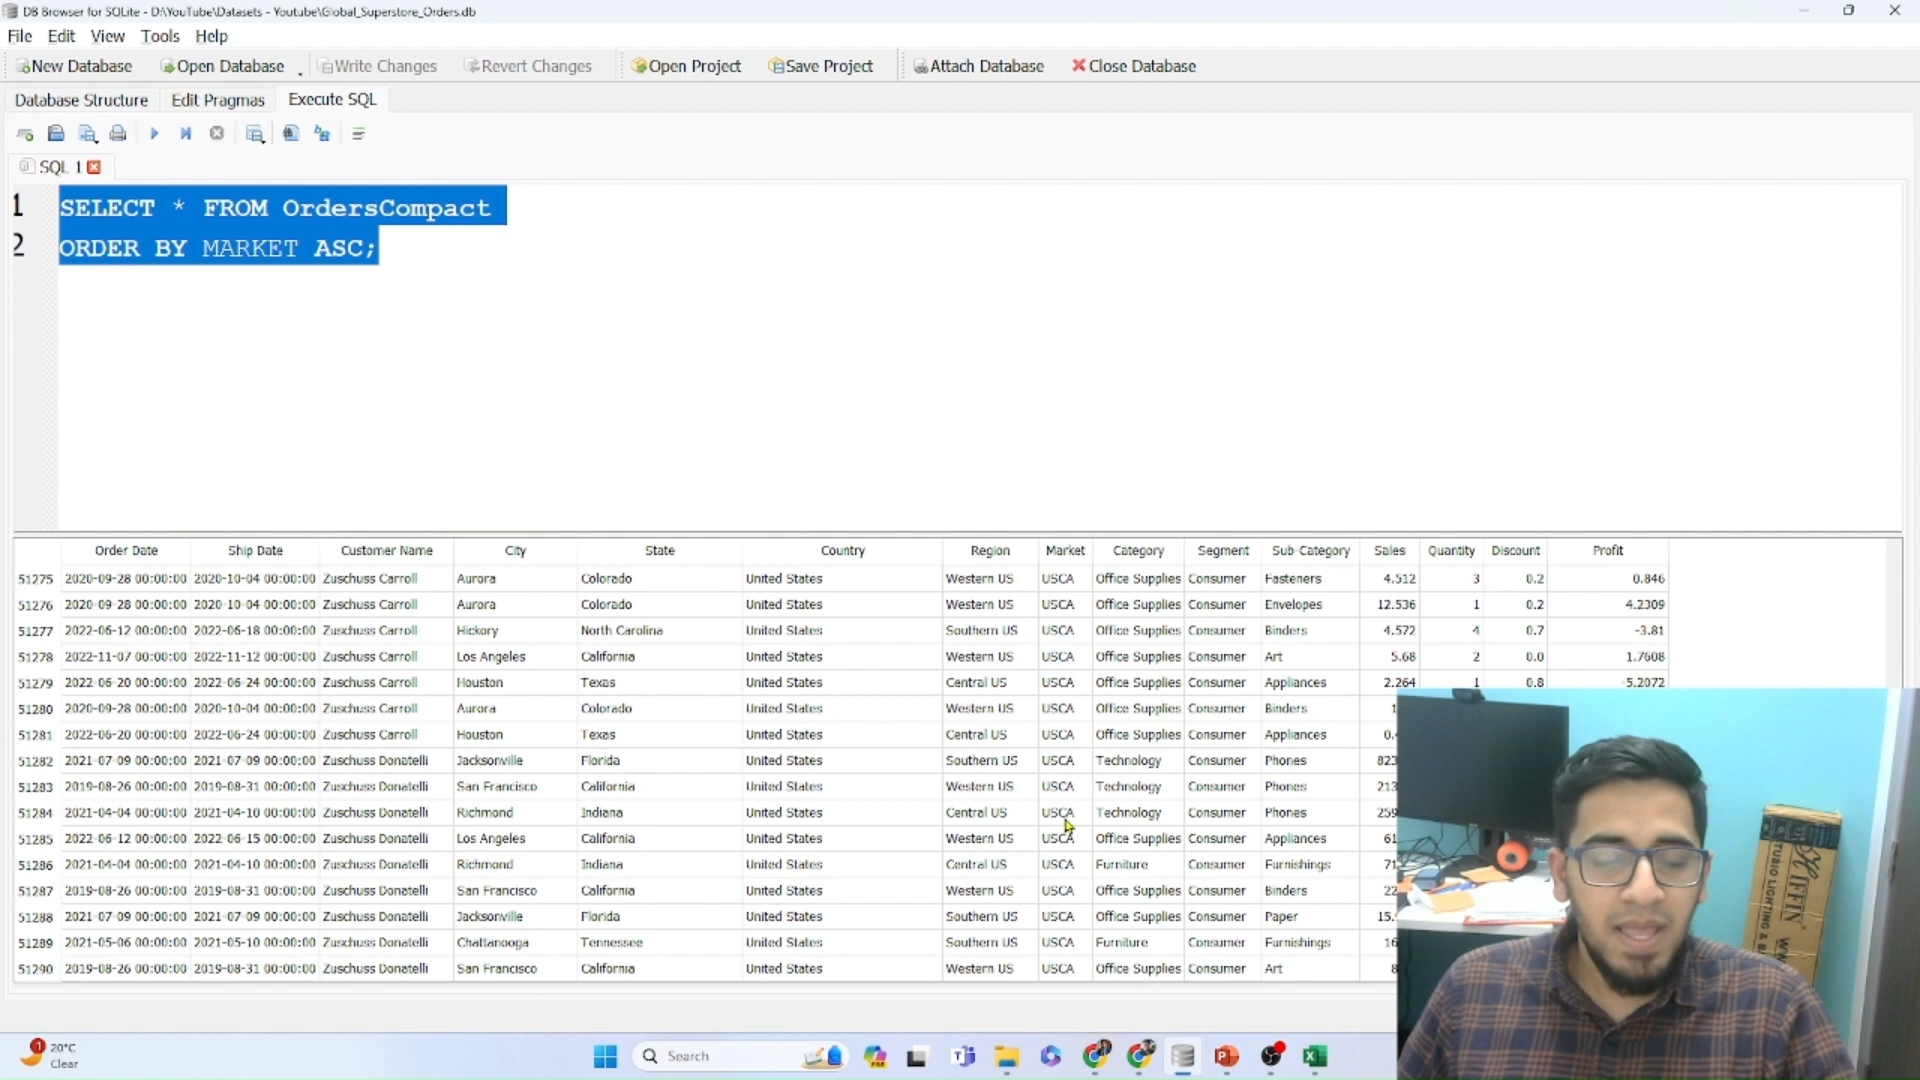 DB Browser for SQLite - D:\YouTube\Datasets - Youtube\Global_Superstore_Orders.db
File Edit View Tools Help
New Database Open Database Write Changes Revert Changes Open Project Save Project Attach Database Close Database
Database Structure Edit Pragmas Execute SQL
SQL 1
1 SELECT * FROM OrdersCompact
2 ORDER BY MARKET ASC;
Order Date Ship Date Customer Name City State Country Region Market Category Segment Sub-Category Sales Quantity Discount Profit
51275 2020-09-28 00:00:00 2020-10-04 00:00:00 Zuschuss Carroll Aurora Colorado United States Western US USCA Office Supplies Consumer Fasteners 4.512 3 0.2 0.846
51276 2020-09-28 00:00:00 2020-10-04 00:00:00 Zuschuss Carroll Aurora Colorado United States Western US USCA Office Supplies Consumer Envelopes 12.536 1 0.2 4.2309
51277 2022-06-12 00:00:00 2022-06-18 00:00:00 Zuschuss Carroll Hickory North Carolina United States Southern US USCA Office Supplies Consumer Binders 4.572 4 0.7 -3.81
51278 2022-11-07 00:00:00 2022-11-12 00:00:00 Zuschuss Carroll Los Angeles California United States Western US USCA Office Supplies Consumer Art 5.68 2 0.0 1.7608
51279 2022-06-20 00:00:00 2022-06-24 00:00:00 Zuschuss Carroll Houston Texas United States Central US USCA Office Supplies Consumer Appliances 2.264 1 0.8 -5.2072
51280 2020-09-28 00:00:00 2020-10-04 00:00:00 Zuschuss Carroll Aurora Colorado United States Western US USCA Office Supplies Consumer Binders
51281 2022-06-20 00:00:00 2022-06-24 00:00:00 Zuschuss Carroll Houston Texas United States Central US USCA Office Supplies Consumer Appliances
51282 2021-07-09 00:00:00 2021-07-09 00:00:00 Zuschuss Donatelli Jacksonville Florida United States Southern US USCA Technology Consumer Phones 823
51283 2019-08-26 00:00:00 2019-08-31 00:00:00 Zuschuss Donatelli San Francisco California United States Western US USCA Technology Consumer Phones 213
51284 2021-04-04 00:00:00 2021-04-10 00:00:00 Zuschuss Donatelli Richmond Indiana United States Central US USCA Technology Consumer Phones 259
51285 2022-06-12 00:00:00 2022-06-15 00:00:00 Zuschuss Donatelli Los Angeles California United States Western US USCA Office Supplies Consumer Appliances 61
51286 2021-04-04 00:00:00 2021-04-10 00:00:00 Zuschuss Donatelli Richmond Indiana United States Central US USCA Furniture Consumer Furnishings 71
51287 2019-08-26 00:00:00 2019-08-31 00:00:00 Zuschuss Donatelli San Francisco California United States Western US USCA Office Supplies Consumer Binders 22
51288 2021-07-09 00:00:00 2021-07-09 00:00:00 Zuschuss Donatelli Jacksonville Florida United States Southern US USCA Office Supplies Consumer Paper 15.
51289 2021-05-06 00:00:00 2021-05-10 00:00:00 Zuschuss Donatelli Chattanooga Tennessee United States Southern US USCA Furniture Consumer Furnishings 16
51290 2019-08-26 00:00:00 2019-08-31 00:00:00 Zuschuss Donatelli San Francisco California United States Western US USCA Office Supplies Consumer Art 8
1
20°C
Clear
Search